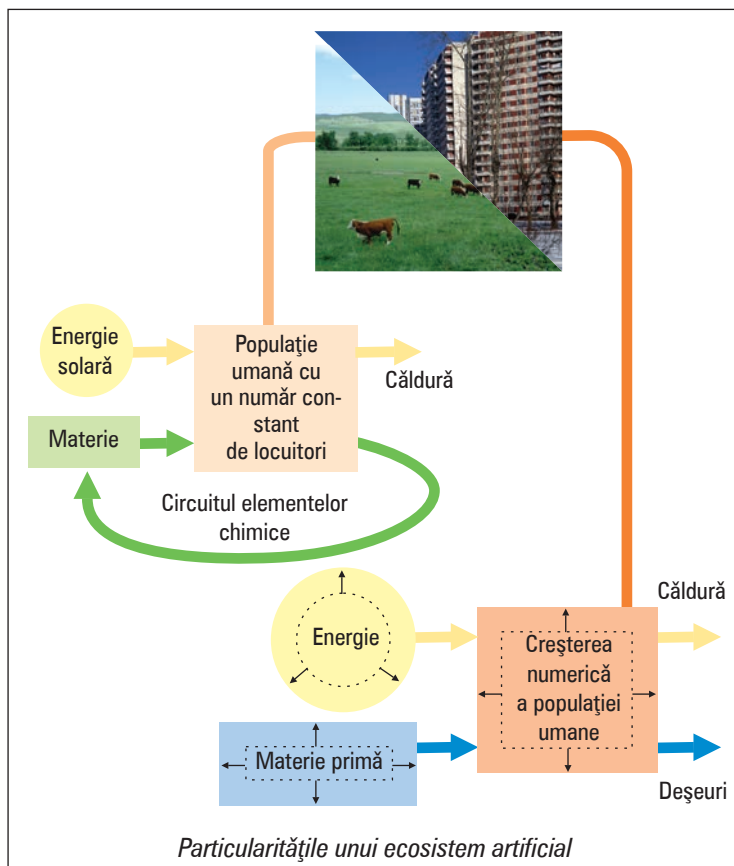 Energie
solară
Populaţie
umană cu
un număr con-
stant
de locuitori
Căldură
Materie
Circuitul elementelor
chimice
Energie
Creşterea
numerică
a populaţiei
umane
Căldură
Materie primă
Deşeuri
Particularităţile unui ecosistem artificial